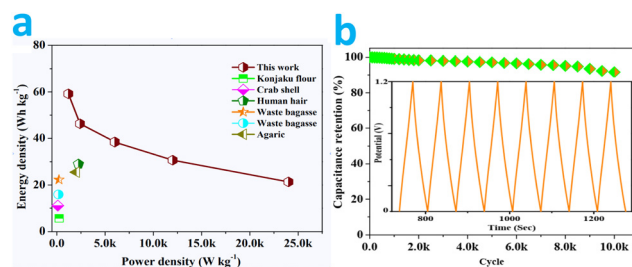 a
80
60
40
20
0
Energy density (Wh kg⁻¹)
This work
Konjaku flour
Crab shell
Human hair
Waste bagasse
Waste bagasse
Agaric
0.0 5.0k 10.0k 15.0k 20.0k 25.0k
Power density (W kg⁻¹)
b
100
80
60
40
20
0
Capacitance retention (%)
1.2
0
Potential (V)
800 1000 1200
Time (Sec)
0.0 2.0k 4.0k 6.0k 8.0k 10.0k
Cycle